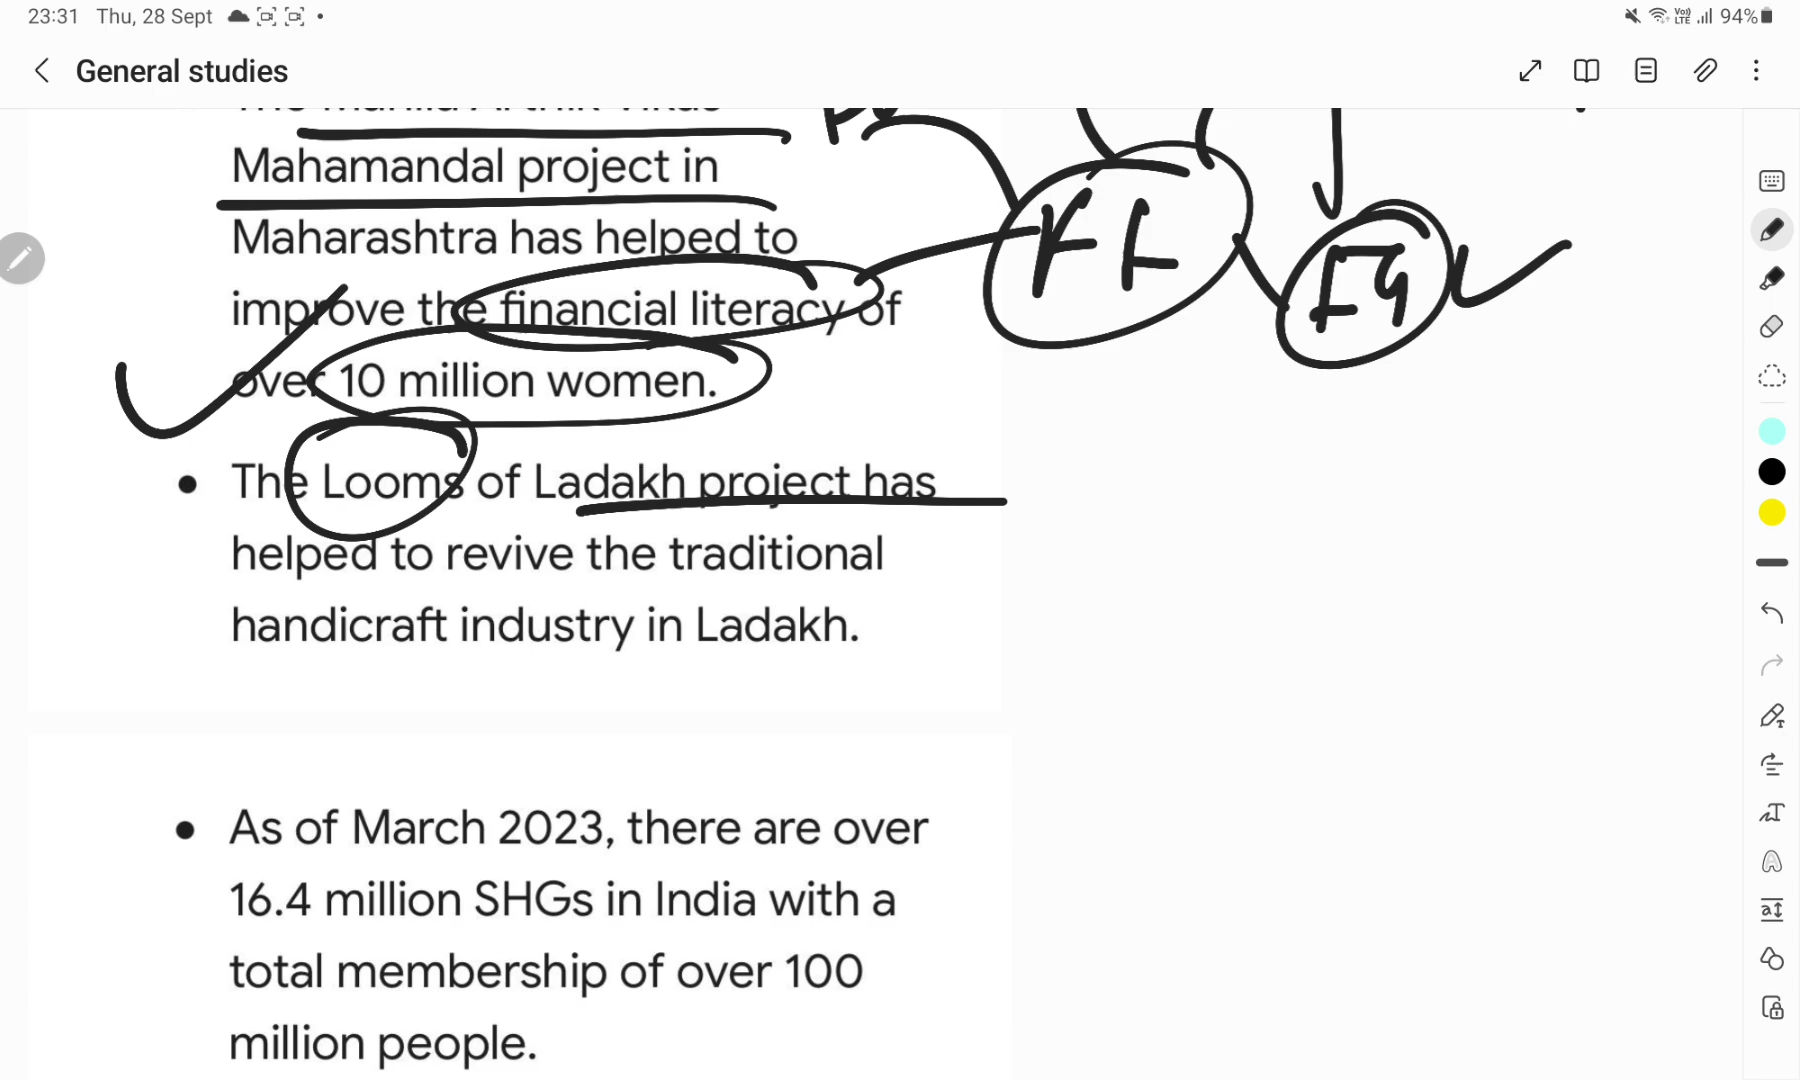 23:31 Thu, 28 Sept
94%
General studies
Mahamandal project in
Maharashtra has helped to
improve the financial literacy of
over 10 million women.
• The Looms of Ladakh project has
helped to revive the traditional
handicraft industry in Ladakh.
• As of March 2023, there are over
16.4 million SHGs in India with a
total membership of over 100
million people.